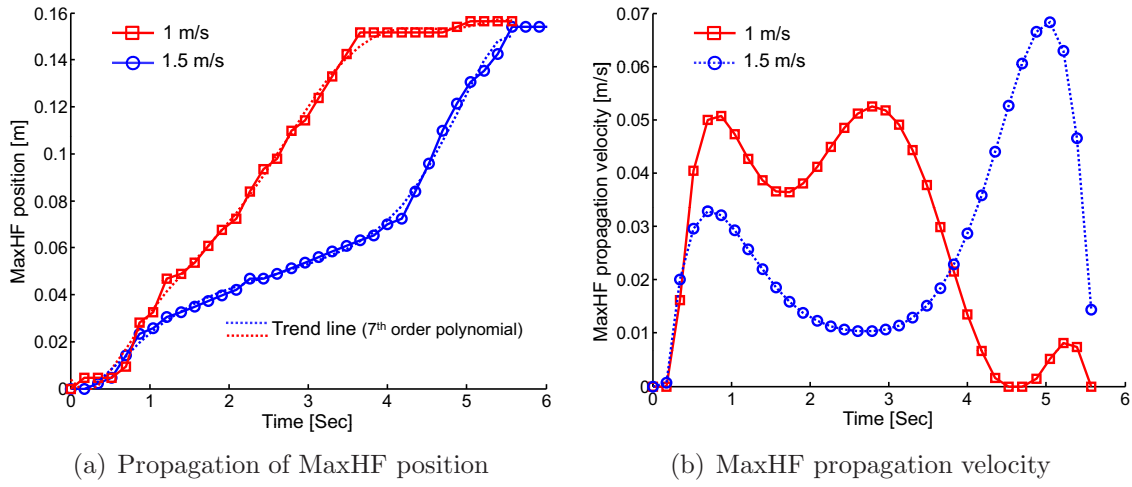 0.16
0.14
0.12
0.1
0.08
0.06
0.04
0.02
0
MaxHF position [m]
1 m/s
1.5 m/s
Trend line (7th order polynomial)
0 1 2 3 4 5 6
Time [Sec]
(a) Propagation of MaxHF position
0.07
0.06
0.05
0.04
0.03
0.02
0.010
0
MaxHF propagation velocity [m/s]
1 m/s
1.5 m/s
0 1 2 3 4 5 6
Time [Sec]
(b) MaxHF propagation velocity